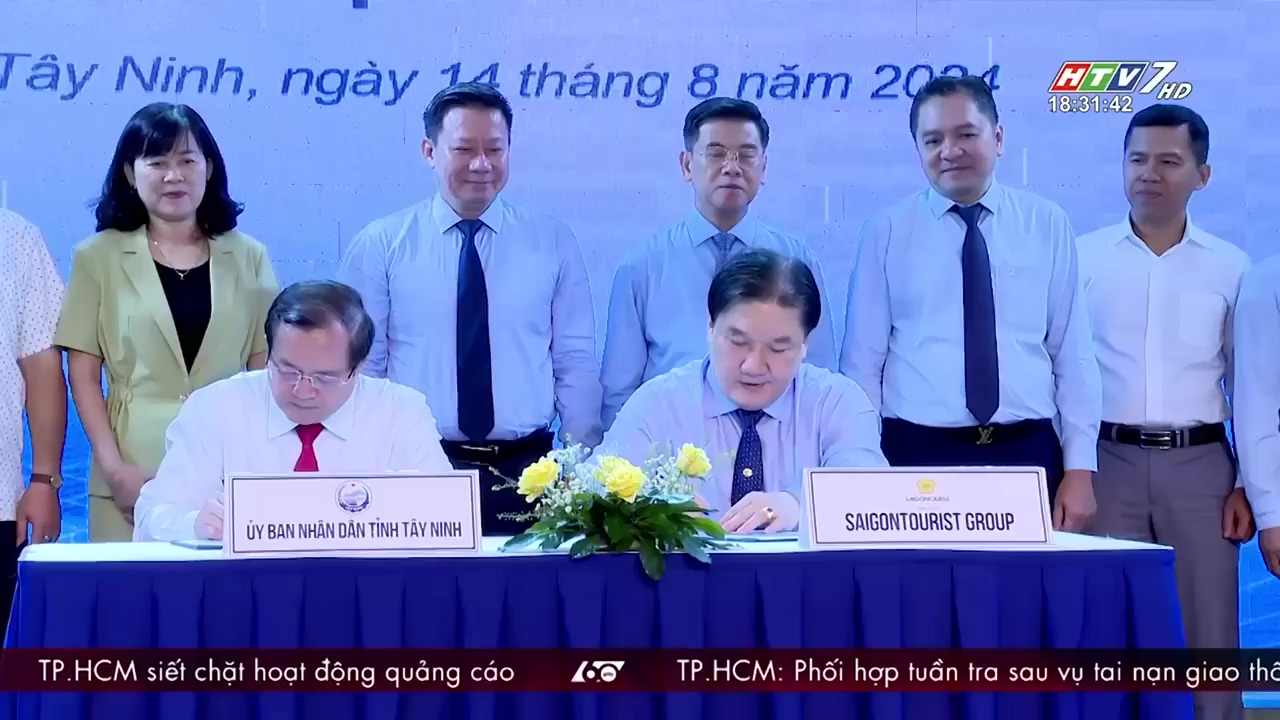 Tây Ninh, ngày 14 tháng 8 năm 2024
HTV7 HD
18:31:42
ỦY BAN NHÂN DÂN TỈNH TÂY NINH
SAIGONTOURIST GROUP
TP.HCM siết chặt hoạt động quảng cáo
60
TP.HCM: Phối hợp tuần tra sau vụ tai nạn giao thô